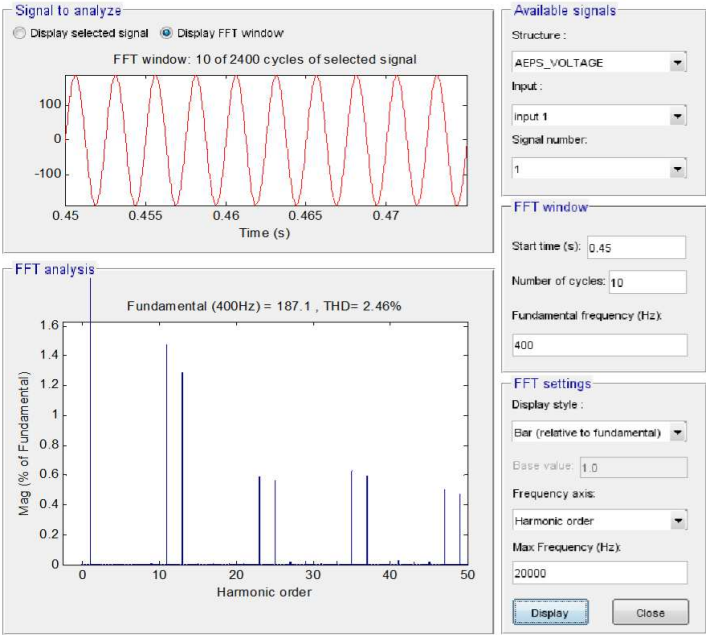 Signal to analyze
Display selected signal
Display FFT window
FFT window: 10 of 2400 cycles of selected signal
100
0
-100
0.45
0.455
0.46
0.465
0.47
Time (s)
FFT analysis
Fundamental (400Hz) = 187.1 , THD= 2.46%
1.6
1.4
1.2
1
0.8
0.6
0.4
0.2
0
Mag (% of Fundamental)
0
10
20
30
40
50
Harmonic order
Available signals
Structure :
AEPS_VOLTAGE
Input :
input 1
Signal number:
1
FFT window
Start time (s): 0.45
Number of cycles: 10
Fundamental frequency (Hz):
400
FFT settings
Display style :
Bar (relative to fundamental)
Base value: 1.0
Frequency axis:
Harmonic order
Max Frequency (Hz):
20000
Display
Close